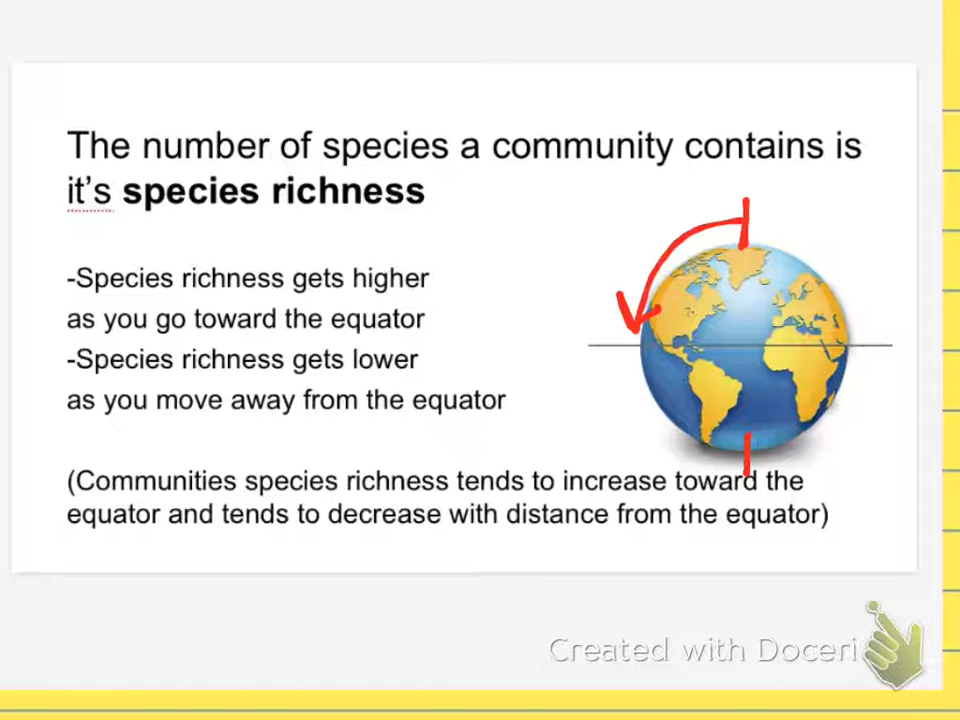 The number of species a community contains is
it's species richness
-Species richness gets higher
as you go toward the equator
-Species richness gets lower
as you move away from the equator
(Communities species richness tends to increase toward the
equator and tends to decrease with distance from the equator)
Created with Doceri